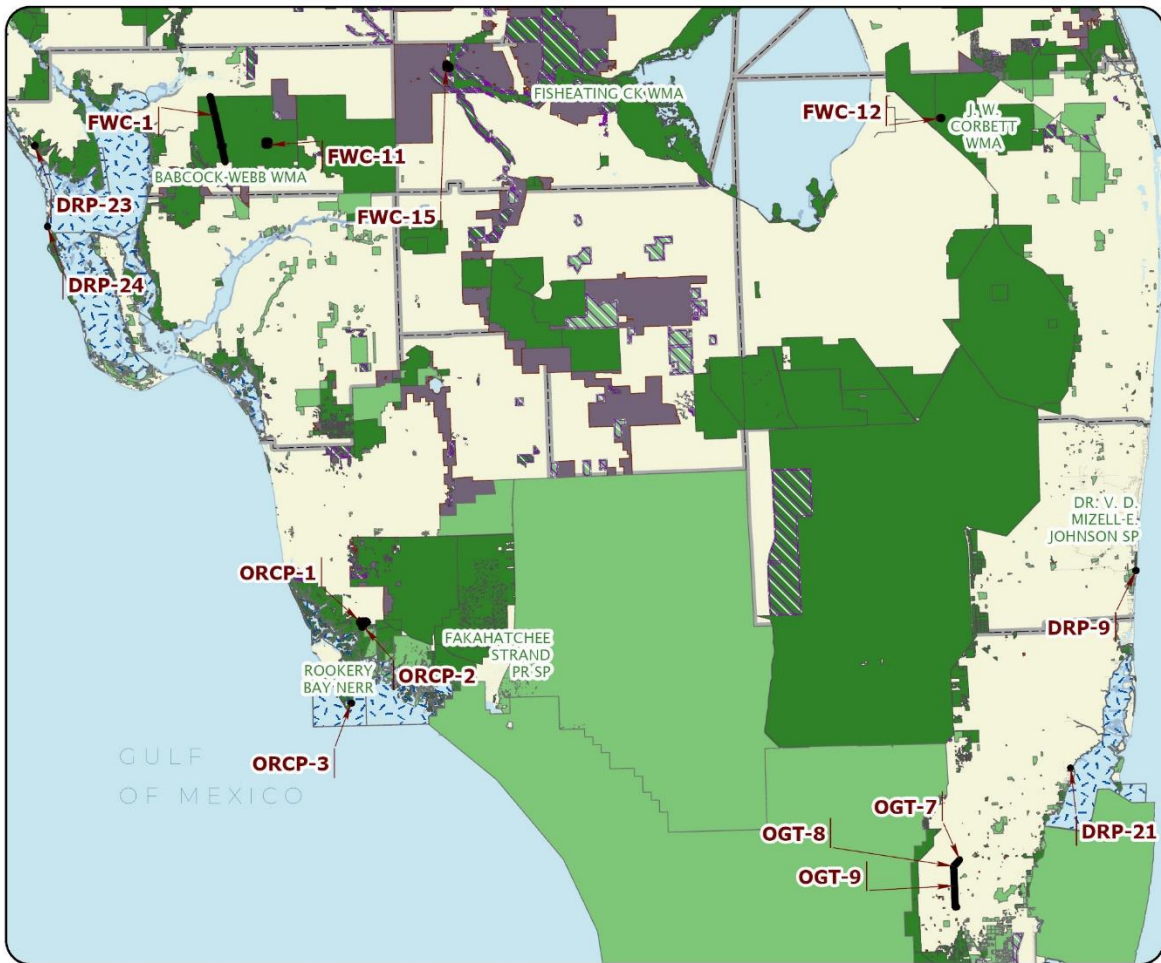 FISHEATING CK WMA
FWC-1
FWC-11
BABCOCK-WEBB WMA
FWC-12
J. W.
CORBETT
WMA
DRP-23
FWC-15
DRP-24
DR. V. D.
MIZELL-E.
JOHNSON SP
ORCP-1
DRP-9
FAKAHATCHEE
STRAND
PR SP
ORCP-2
ROOKERY
BAY NERR
ORCP-3
GULF
OF MEXICO
OGT-7
OGT-8
OGT-9
DRP-21